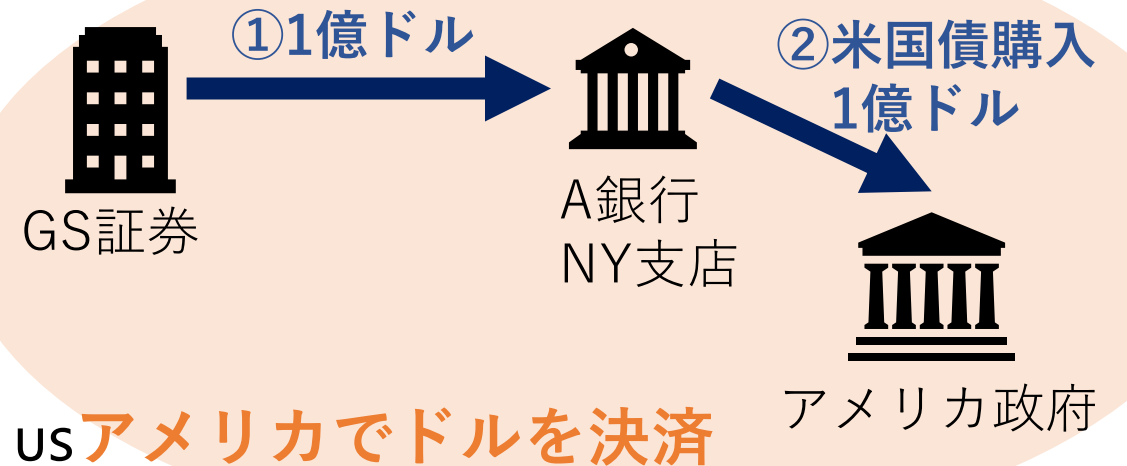 ①1億ドル
②米国債購入
1億ドル
GS証券
A銀行
NY支店
アメリカ政府
US アメリカでドルを決済